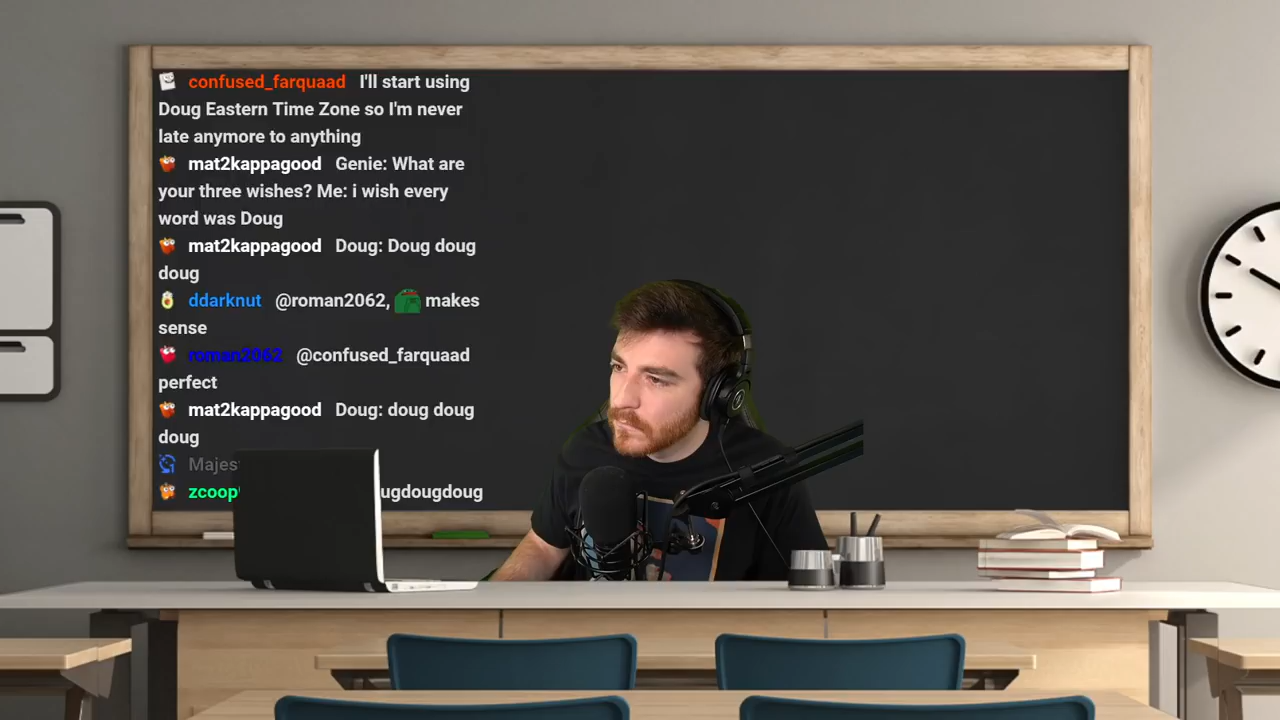 confused_farquaad I'll start using
Doug Eastern Time Zone so I'm never
late anymore to anything
mat2kappagood Genie: What are
your three wishes? Me: i wish every
word was Doug
mat2kappagood Doug: Doug doug
doug
ddarknut @roman2062, makes
sense
roman2062 @confused_farquaad
perfect
mat2kappagood Doug: doug doug
doug
Majes
zcoop ugdougdoug